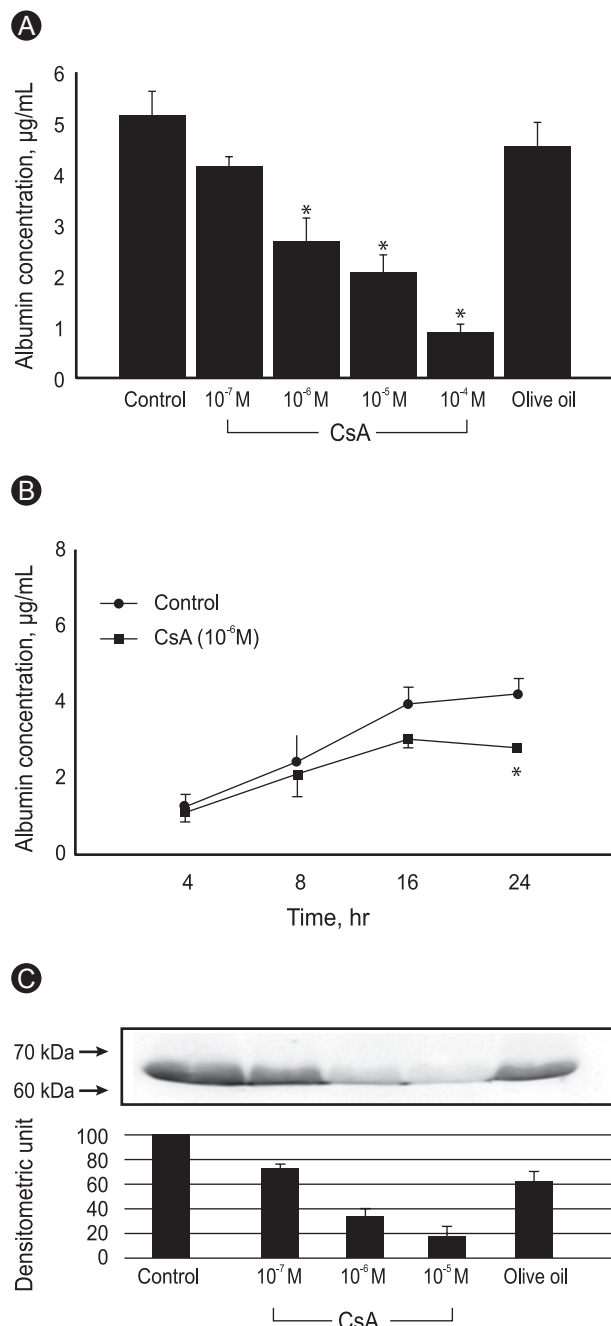 A
Albumin concentration, µg/mL
6
5
4
3
2
1
0
* * *
Control 10⁻⁷ M 10⁻⁶ M 10⁻⁵ M 10⁻⁴ M Olive oil
CsA
B
Albumin concentration, µg/mL
8
6
4
2
0
Control
CsA (10⁻⁶M)
*
4 8 16 24
Time, hr
C
70 kDa
60 kDa
Densitometric unit
100
80
60
40
20
0
Control 10⁻⁷ M 10⁻⁶ M 10⁻⁵ M Olive oil
CsA